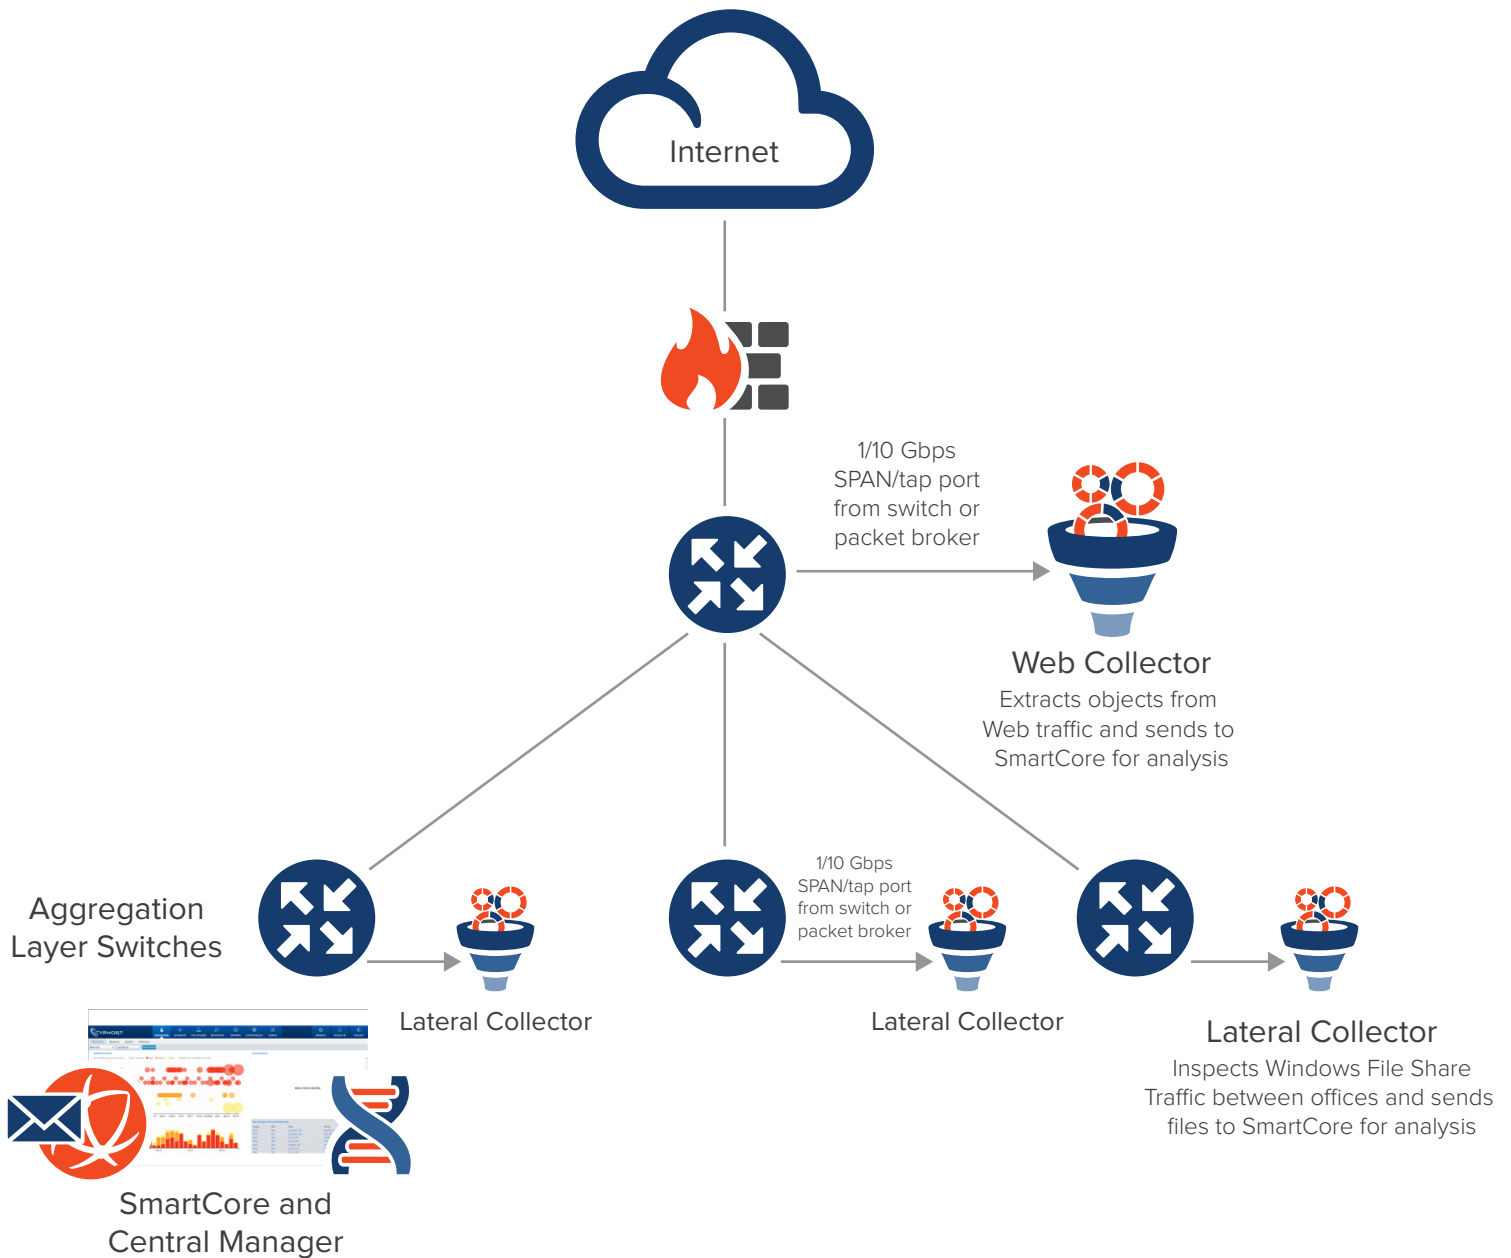 Internet
1/10 Gbps
SPAN/tap port
from switch or
packet broker
Web Collector
Extracts objects from
Web traffic and sends to
SmartCore for analysis
Aggregation
Layer Switches
1/10 Gbps
SPAN/tap port
from switch or
packet broker
Lateral Collector
Lateral Collector
Lateral Collector
Inspects Windows File Share
Traffic between offices and sends
files to SmartCore for analysis
CYPHORT
SmartCore and
Central Manager